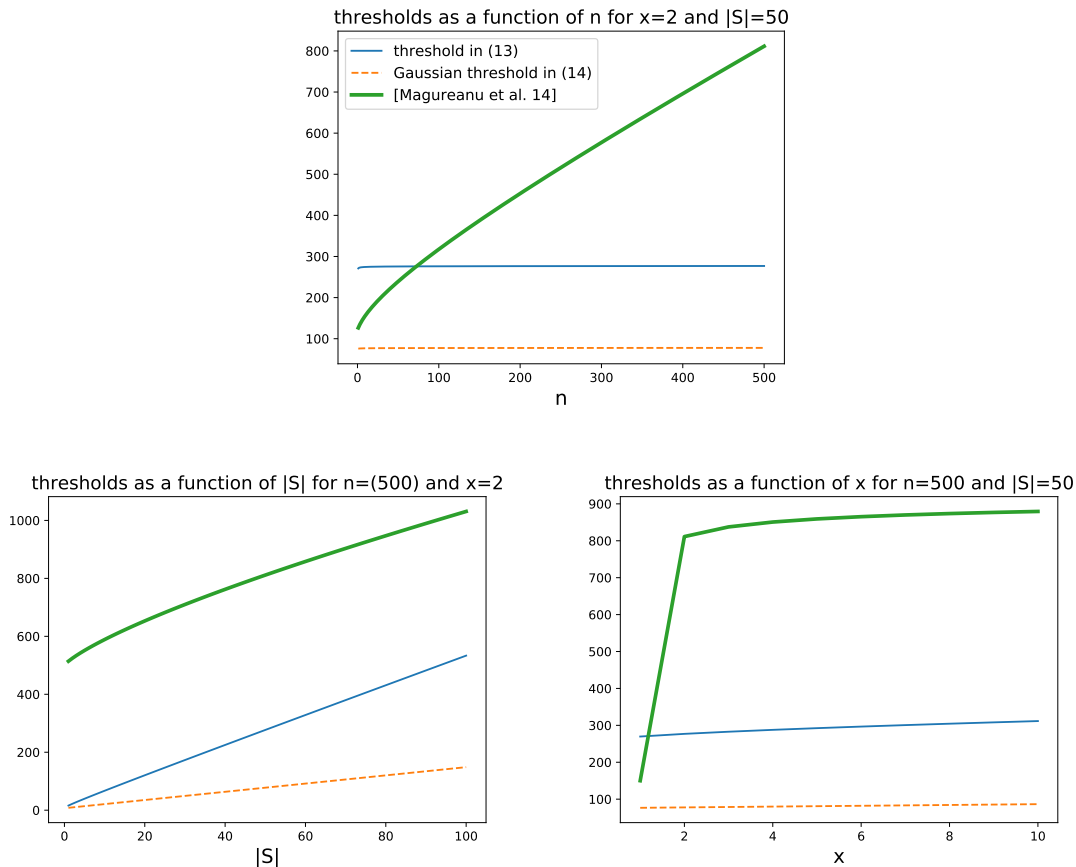 thresholds as a function of n for x=2 and |S|=50
threshold in (13)
Gaussian threshold in (14)
[Magureanu et al. 14]
800
700
600
500
400
300
200
100
0 100 200 300 400 500
n
thresholds as a function of |S| for n=(500) and x=2
1000
800
600
400
200
0
0 20 40 60 80 100
|S|
thresholds as a function of x for n=500 and |S|=50
900
800
700
600
500
400
300
200
100
2 4 6 8 10
x